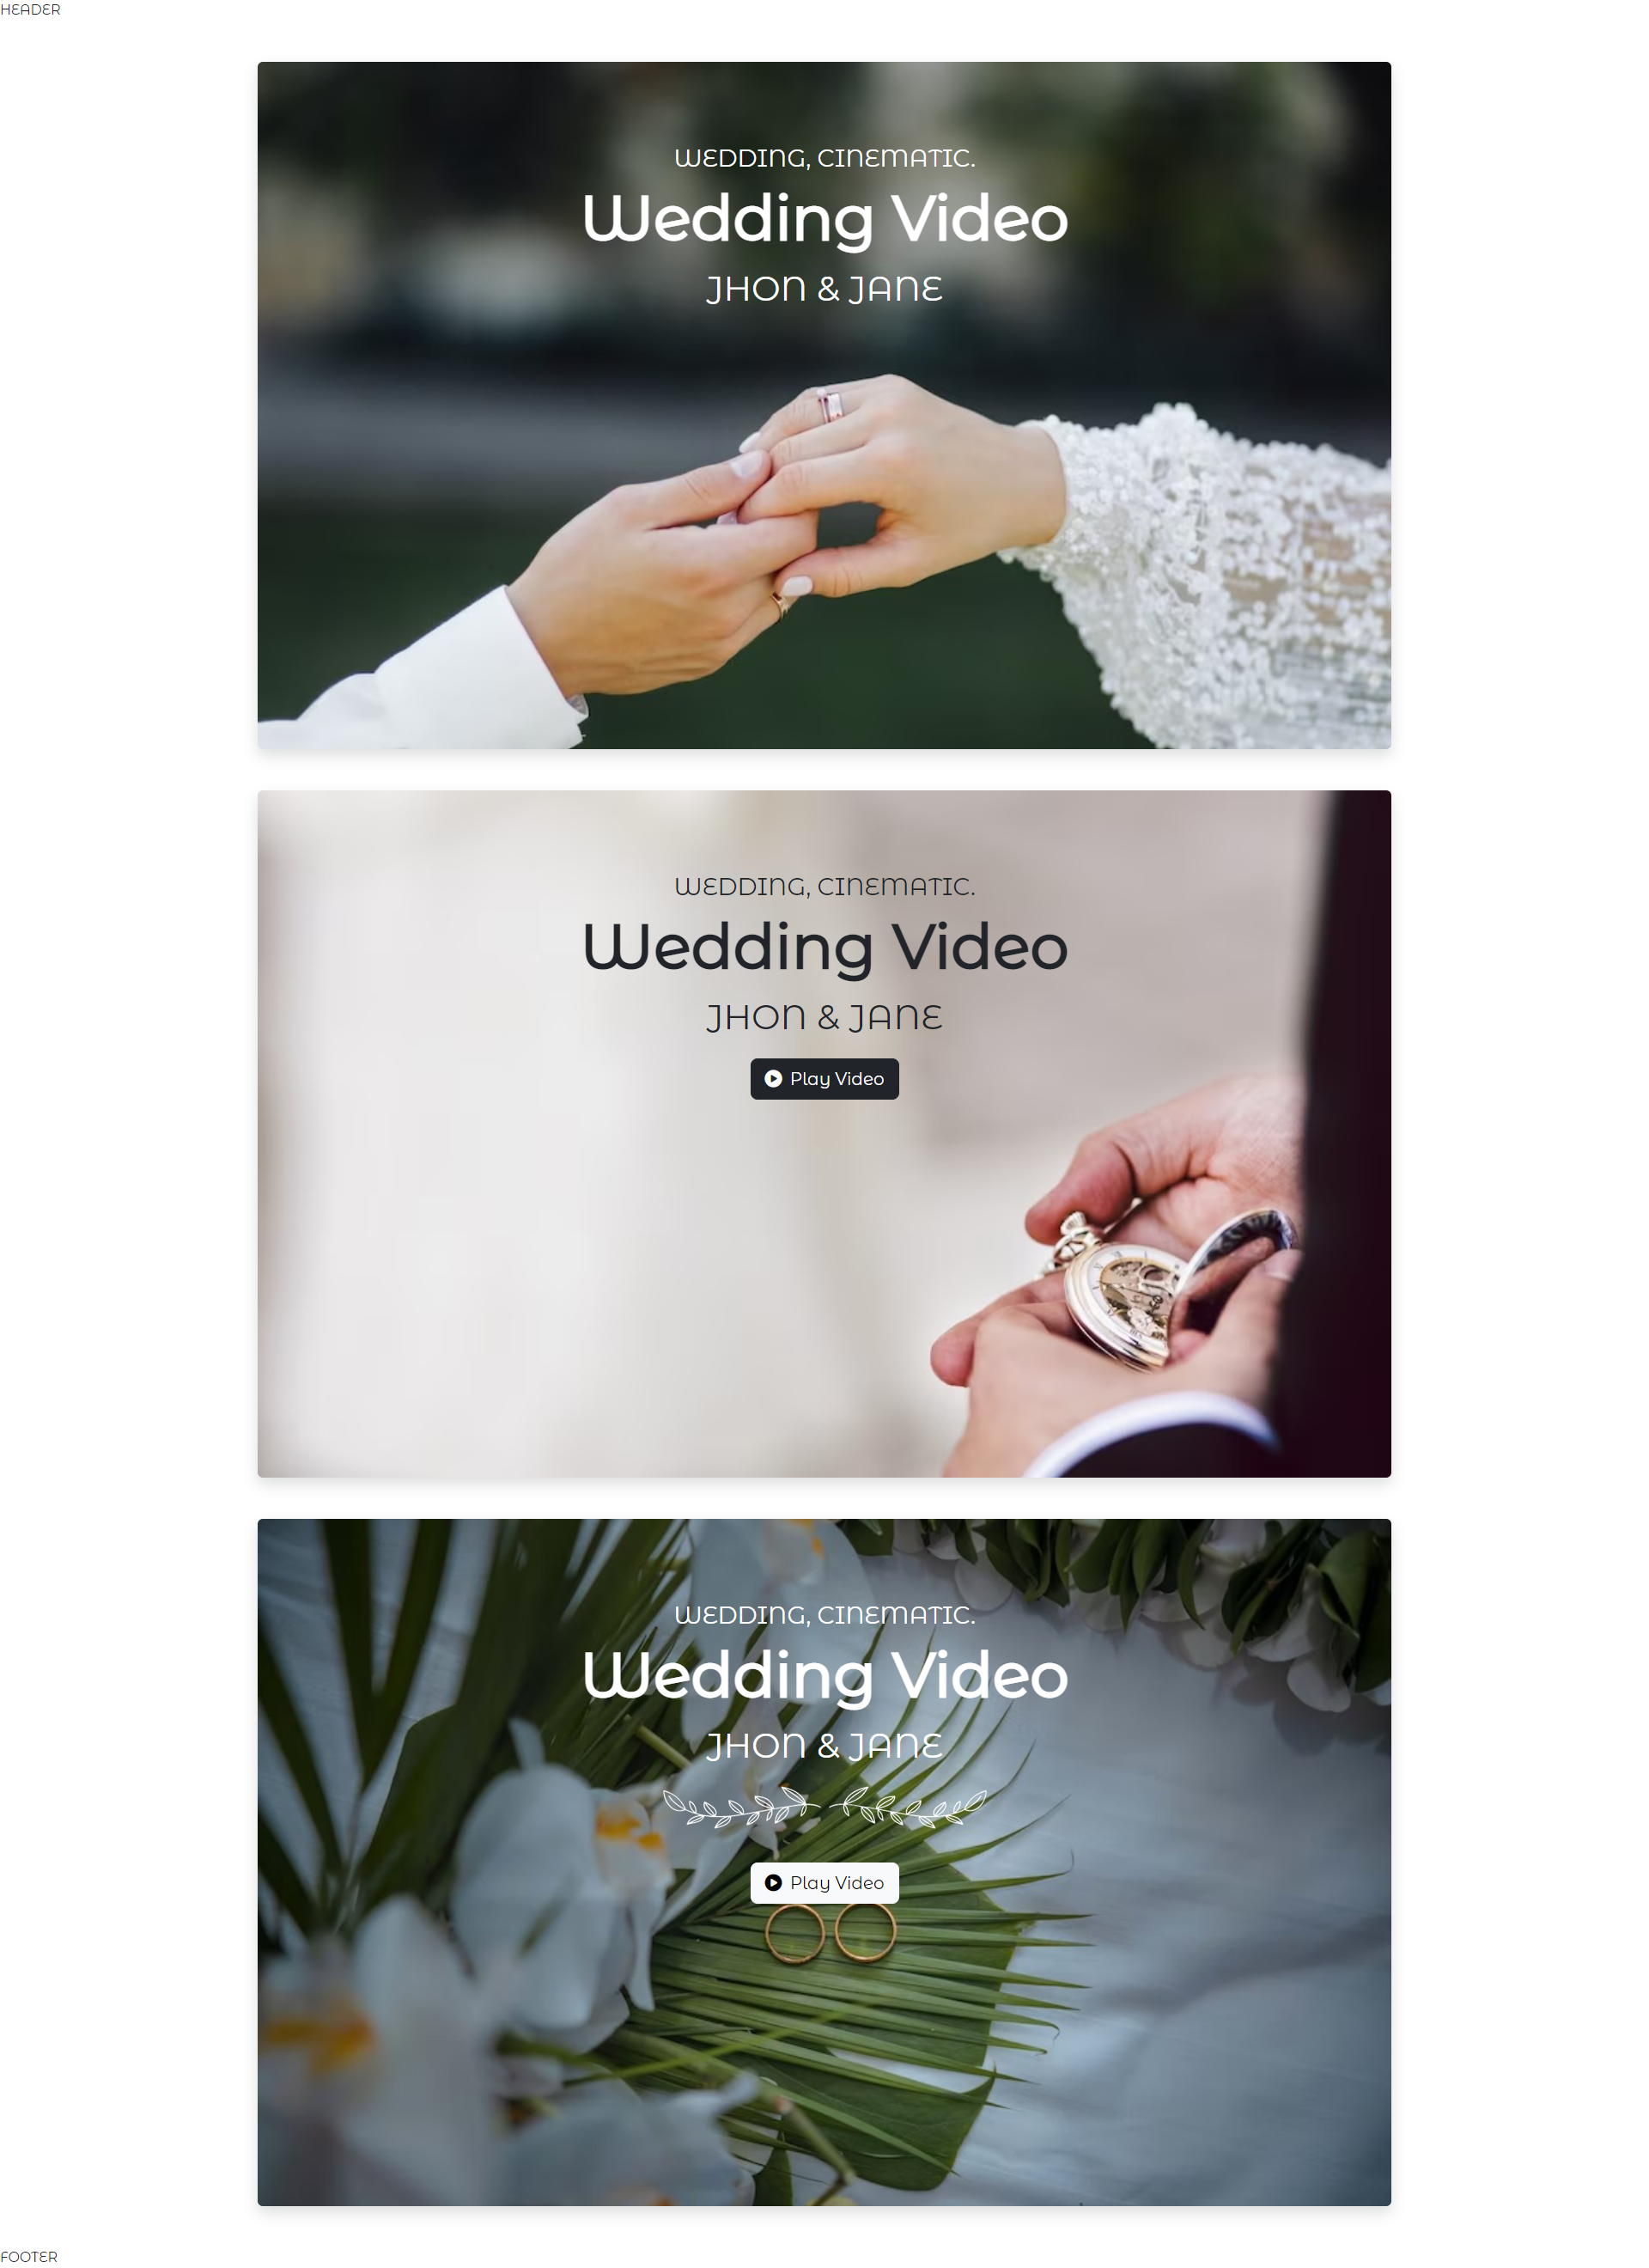 HEADER
WEDDING, CINEMATIC.
Wedding Video
JHON & JANE
WEDDING, CINEMATIC.
Wedding Video
JHON & JANE
Play Video
WEDDING, CINEMATIC.
Wedding Video
JHON & JANE
Play Video
FOOTER